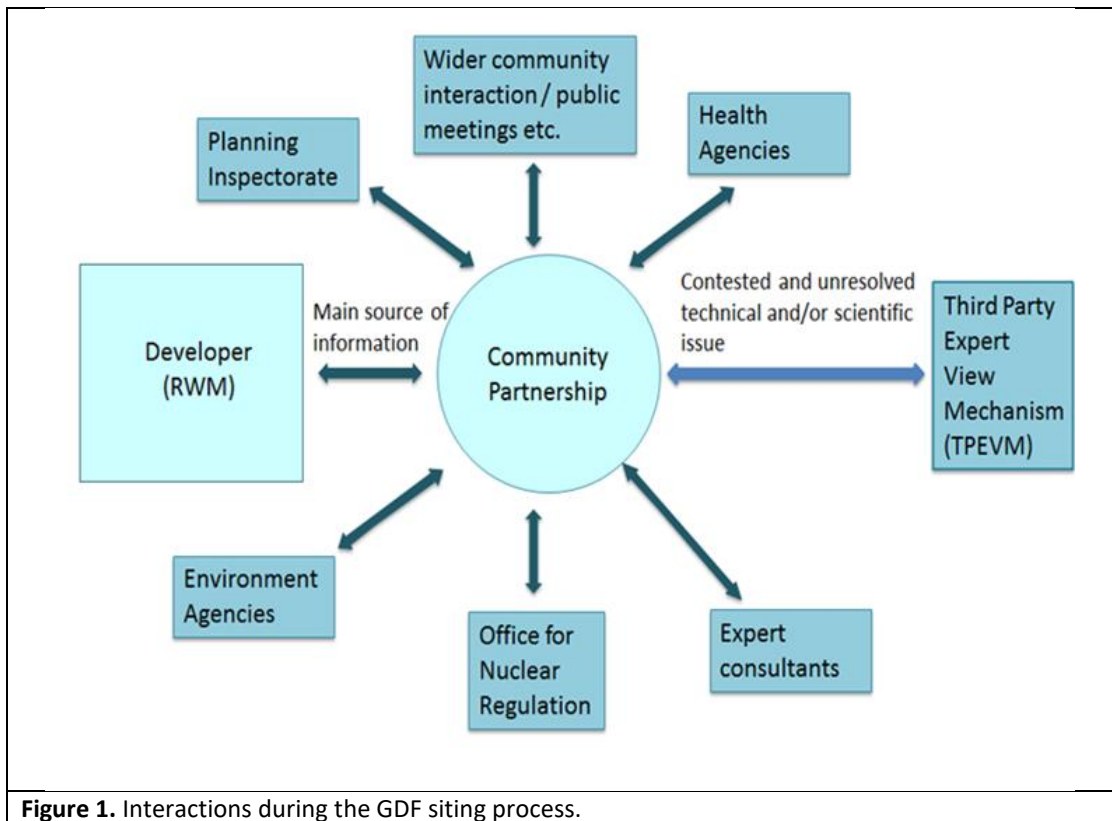 Wider community
interaction / public
meetings etc.
Health
Agencies
Planning
Inspectorate
Developer
(RWM)
Main source of
information
Community
Partnership
Contested and unresolved
technical and/or scientific
issue
Third Party
Expert
View
Mechanism
(TPEVM)
Environment
Agencies
Office for
Nuclear
Regulation
Expert
consultants
Figure 1. Interactions during the GDF siting process.